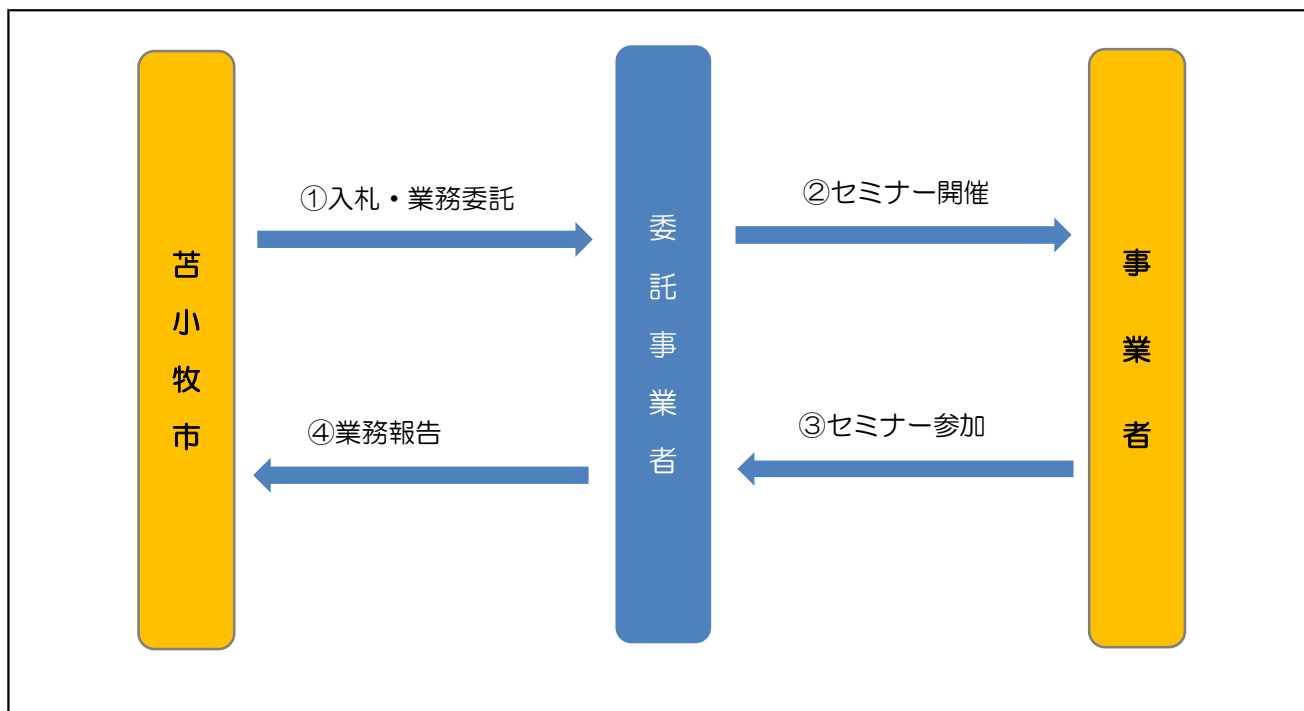 苫小牧市
①入札・業務委託
④業務報告
委託事業者
②セミナー開催
③セミナー参加
事業者